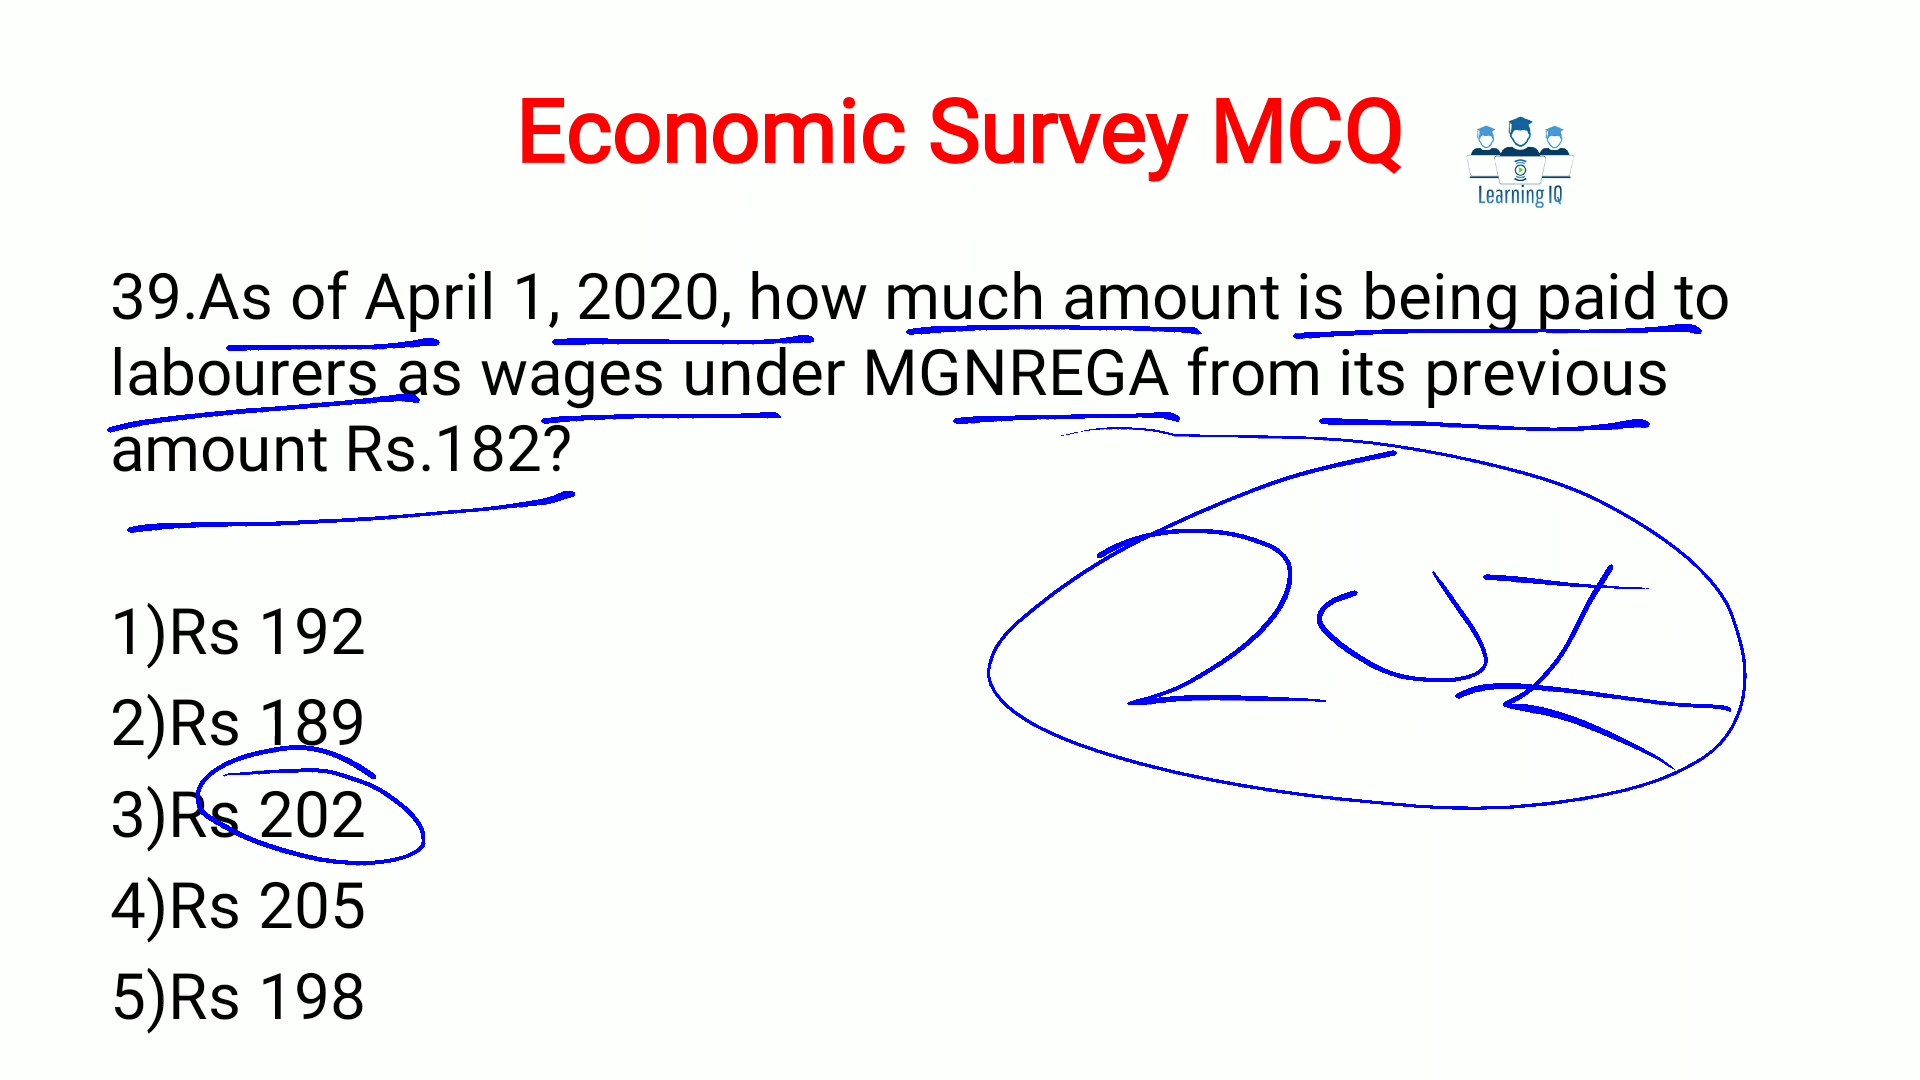 Economic Survey MCQ
Learning IQ
39.As of April 1, 2020, how much amount is being paid to
labourers as wages under MGNREGA from its previous
amount Rs.182?
202
1)Rs 192
2)Rs 189
3)Rs 202
4)Rs 205
5)Rs 198